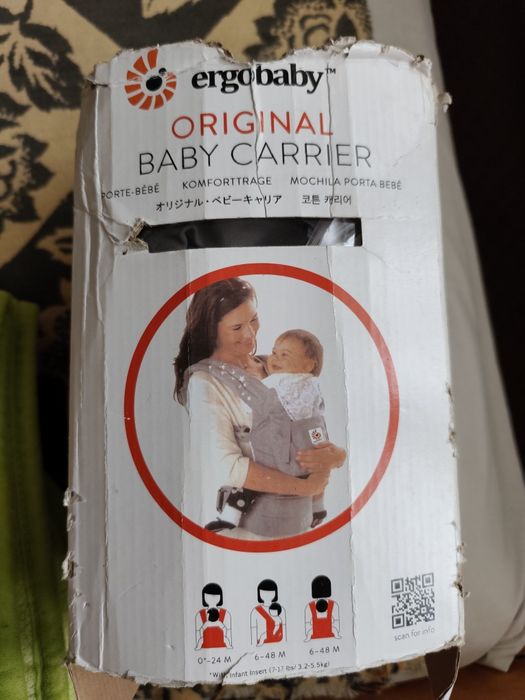 ergobaby™
ORIGINAL
BABY CARRIER
PORTE-BÉBÉ KOMFORTTRAGE MOCHILA PORTA BEBÉ
オリジナル・ベビーキャリア 코튼 캐리어
0*-24 M 6-48 M 6-48 M
*With Infant Insert (7-17 lbs/ 3.2-5.5kg)
scan for info